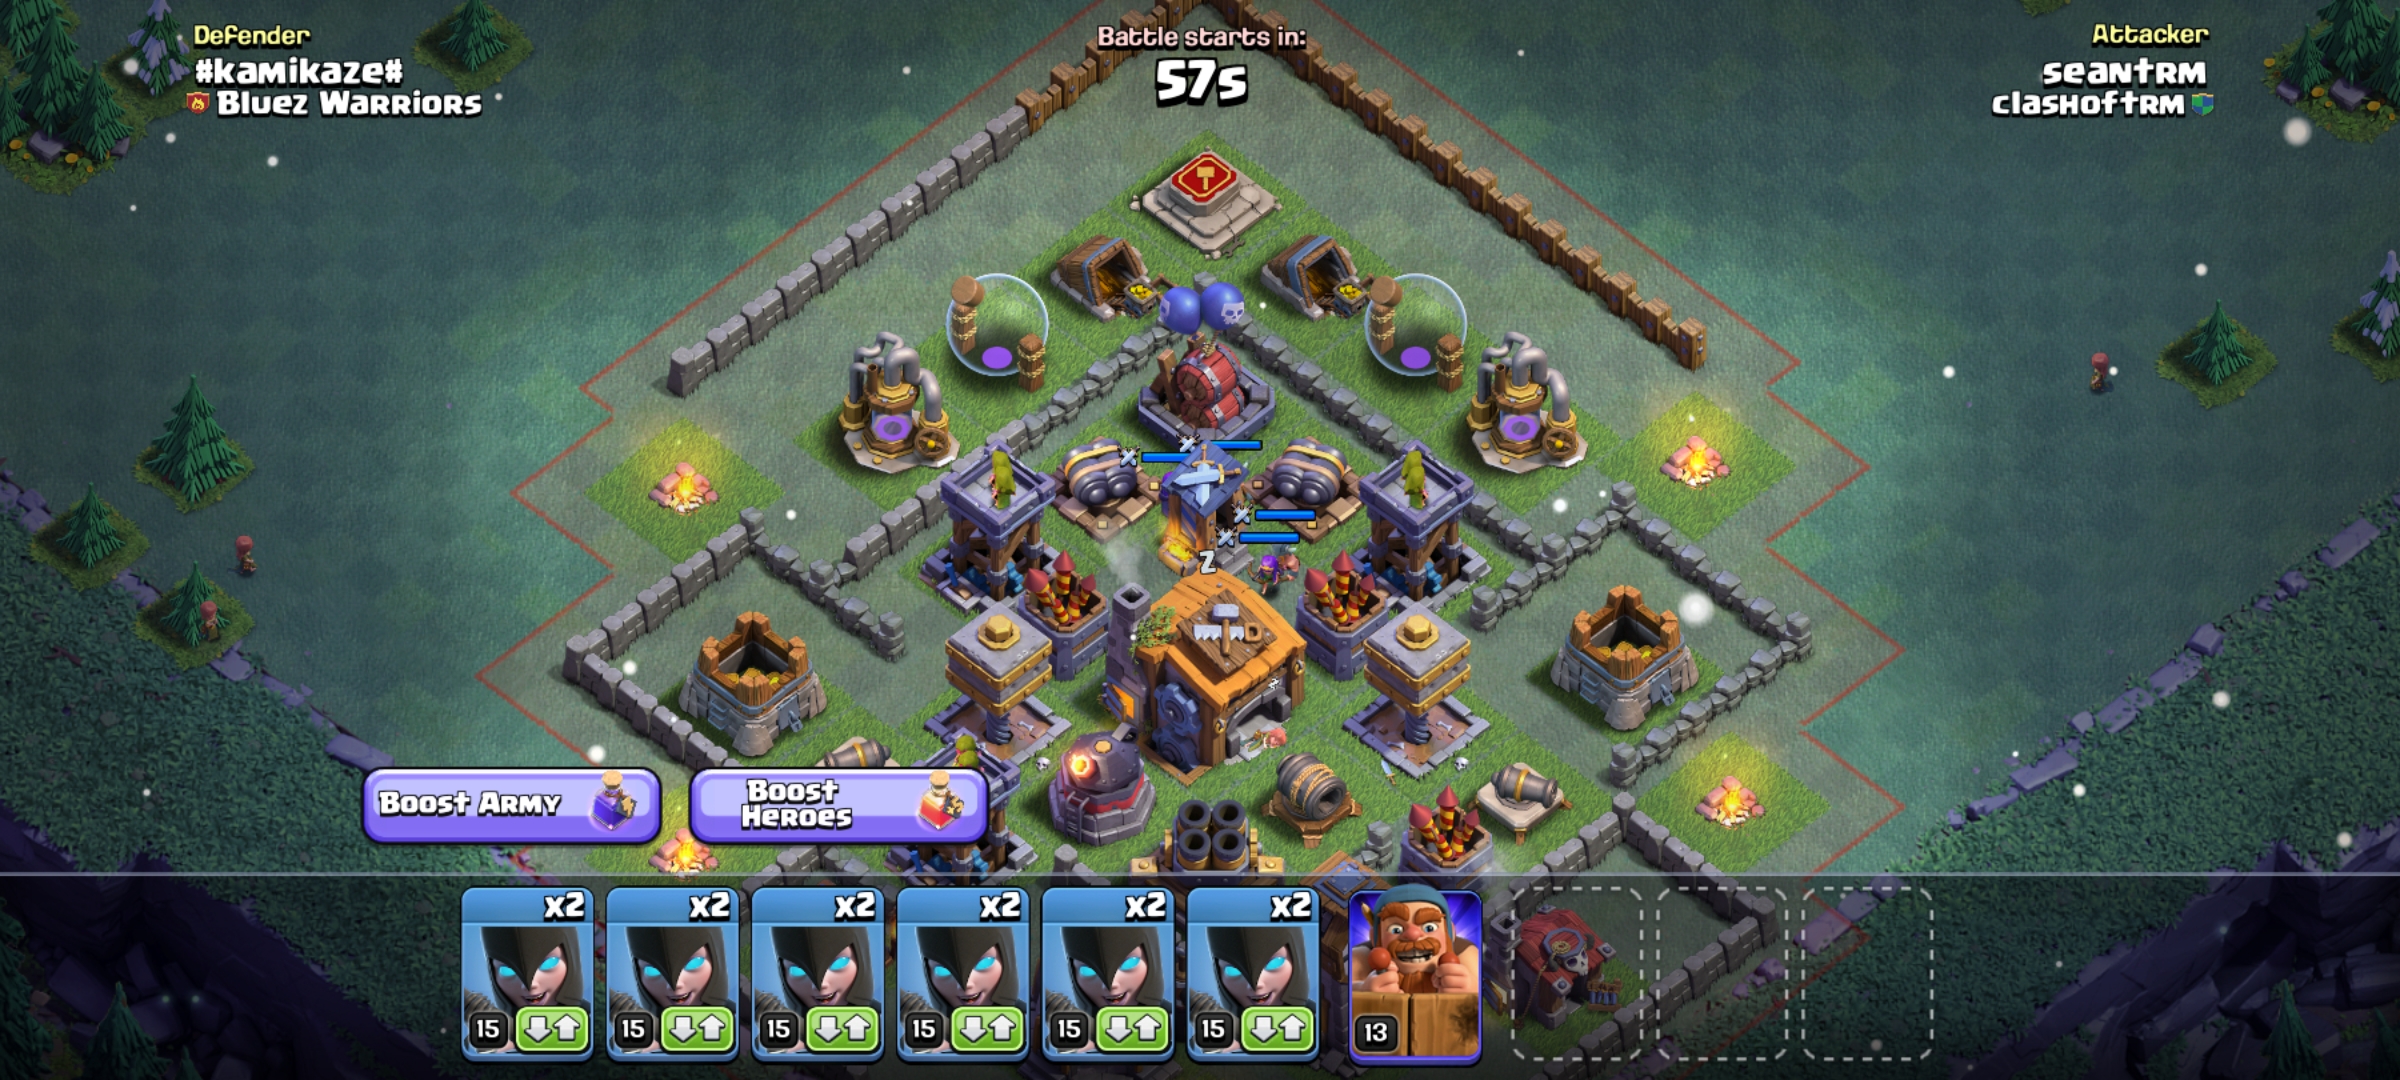 Defender
#kamikaze#
Bluez Warriors
Battle starts in:
57s
Attacker
seantrm
clashoftrm
Z
Z
Boost Army
Boost
Heroes
x2
x2
x2
x2
x2
x2
15
15
15
15
15
15
13